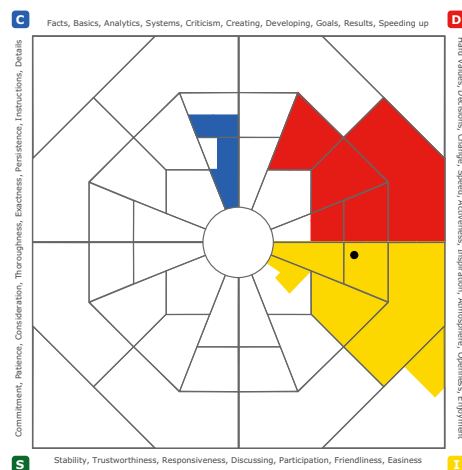 C
Facts, Basics, Analytics, Systems, Criticism, Creating, Developing, Goals, Results, Speeding up
D
Commitment, Patience, Consideration, Thoroughness, Exactness, Persistence, Instructions, Details
Hard Values, Decisions, Change, Speed, Activeness, Inspiration, Atmosphere, Openness, Enjoyment
S
Stability, Trustworthiness, Responsiveness, Discussing, Participation, Friendliness, Easiness
I